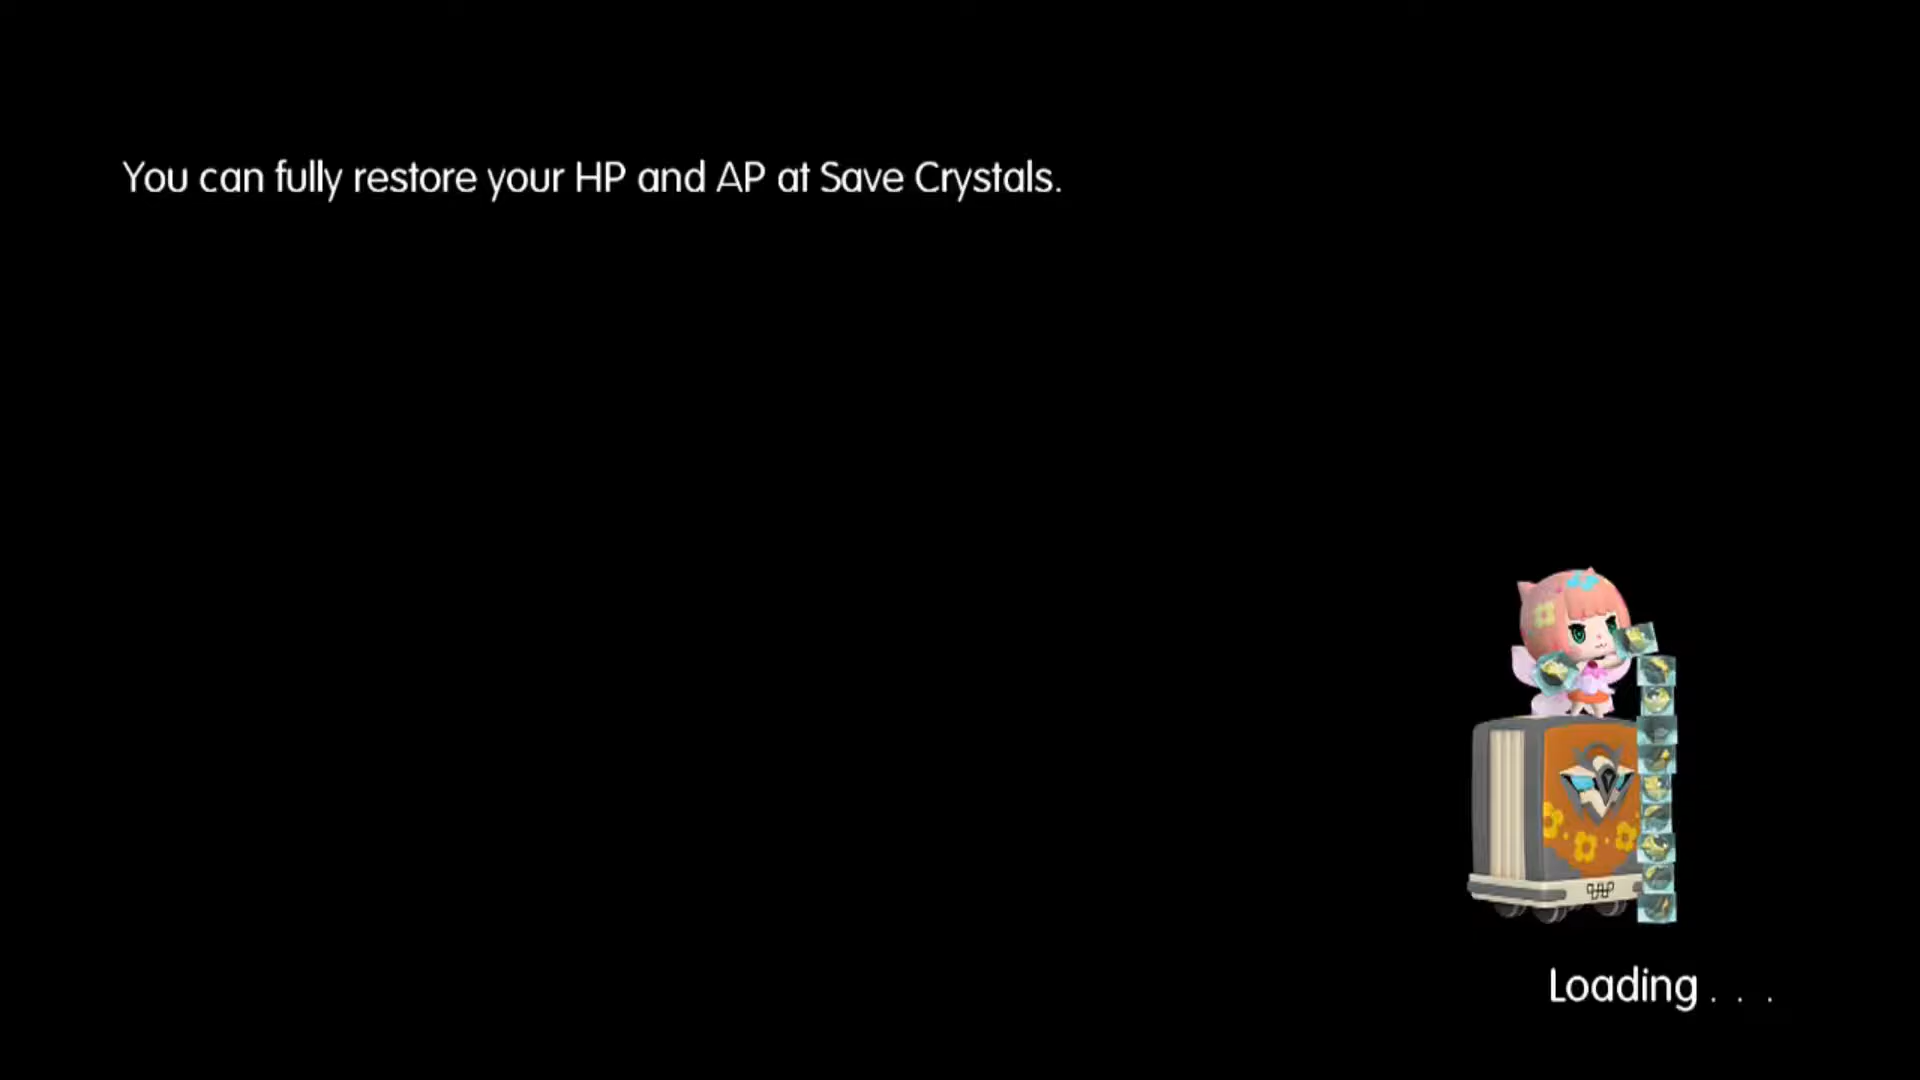 You can fully restore your HP and AP at Save Crystals.
Loading . . .